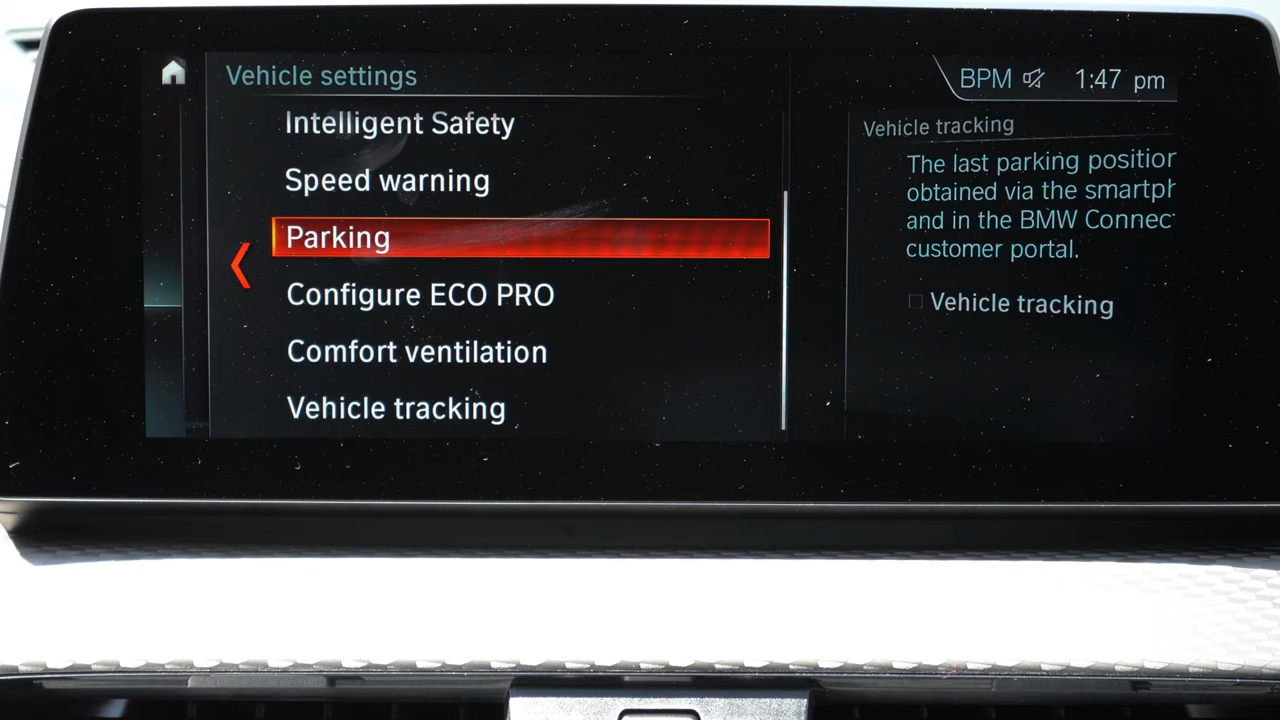 Vehicle settings
BPM 1:47 pm
Intelligent Safety
Speed warning
Parking
Configure ECO PRO
Comfort ventilation
Vehicle tracking
Vehicle tracking
The last parking positior
obtained via the smartph
and in the BMW Connec
customer portal.
Vehicle tracking